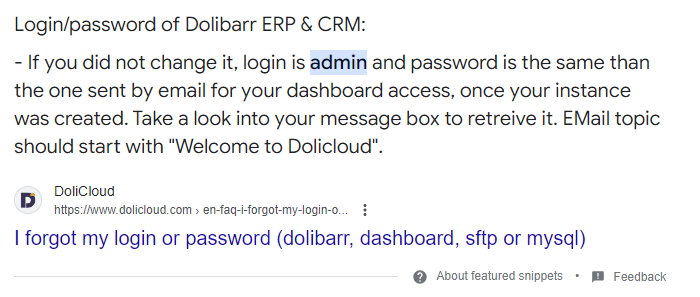 Login/password of Dolibarr ERP & CRM:
- If you did not change it, login is admin and password is the same than
the one sent by email for your dashboard access, once your instance
was created. Take a look into your message box to retreive it. EMail topic
should start with "Welcome to Dolicloud".
DoliCloud
https://www.dolicloud.com › en-faq-i-forgot-my-login-o...
I forgot my login or password (dolibarr, dashboard, sftp or mysql)
About featured snippets • Feedback